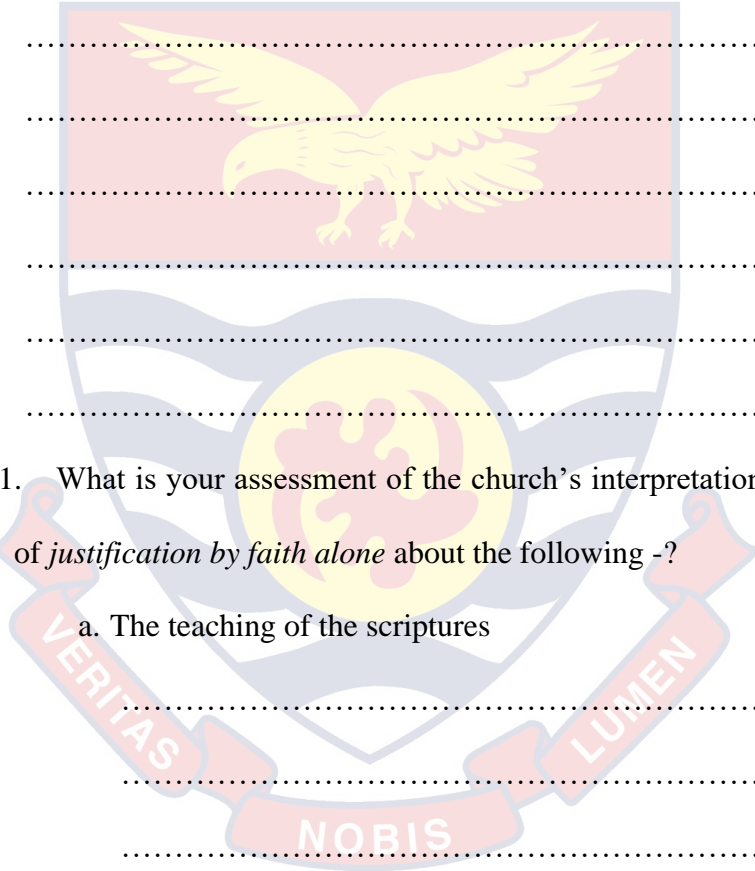 ………………………………………………………………
………………………………………………………………
………………………………………………………………
………………………………………………………………
………………………………………………………………
………………………………………………………………
1. What is your assessment of the church’s interpretation
of justification by faith alone about the following -?
a. The teaching of the scriptures
………………………………………………………
………………………………………………………
………………………………………………………
VERITAS
NOBIS
LUMEN